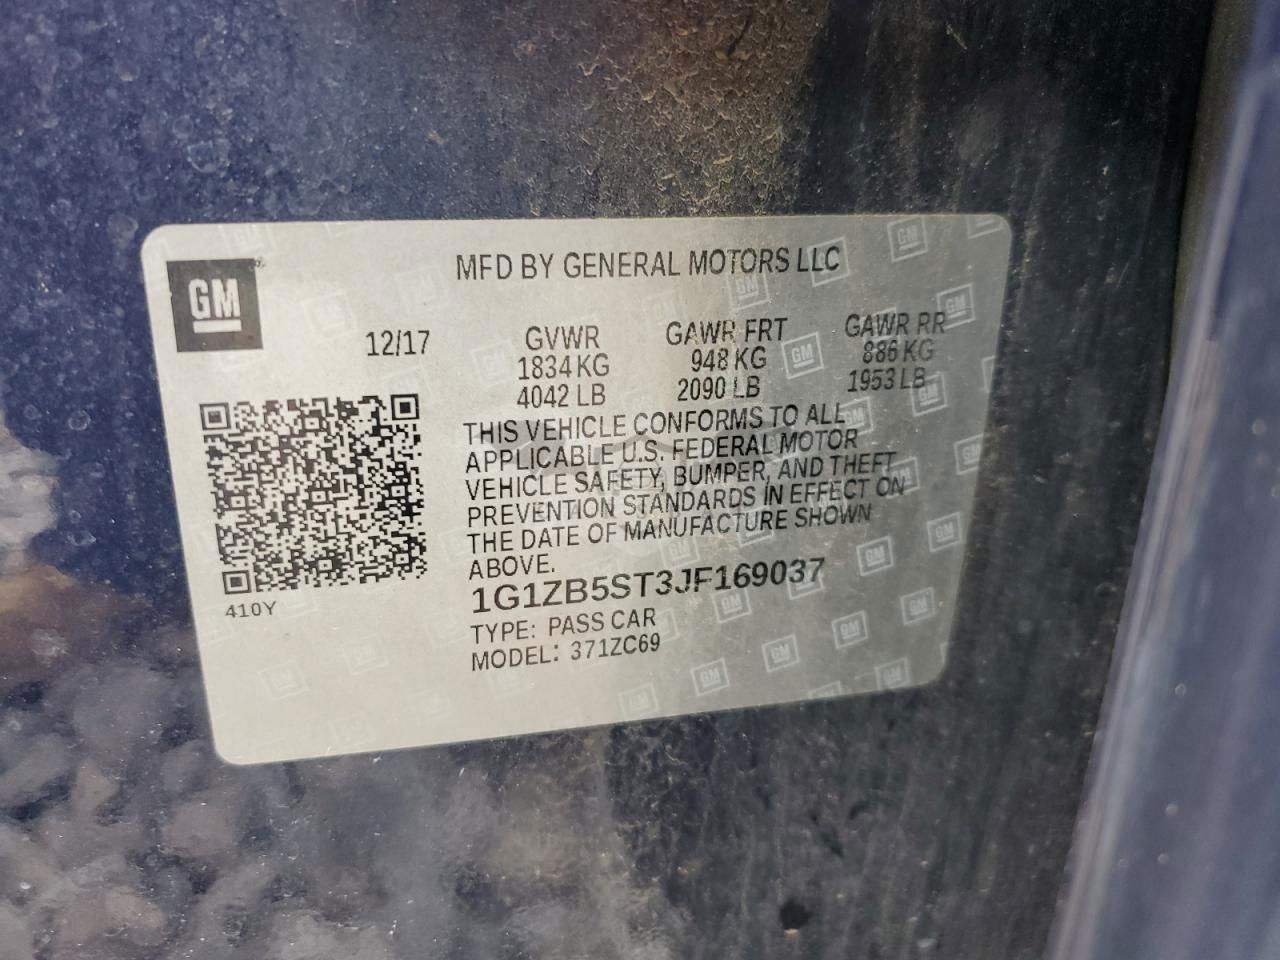 MFD BY GENERAL MOTORS LLC
GM
12/17
GVWR GAWR FRT GAWR RR
1834 KG 948 KG 886 KG
4042 LB 2090 LB 1953 LB
THIS VEHICLE CONFORMS TO ALL
APPLICABLE U.S. FEDERAL MOTOR
VEHICLE SAFETY, BUMPER, AND THEFT
PREVENTION STANDARDS IN EFFECT ON
THE DATE OF MANUFACTURE SHOWN
ABOVE.
1G1ZB5ST3JF169037
TYPE: PASS CAR
MODEL: 371ZC69
410Y